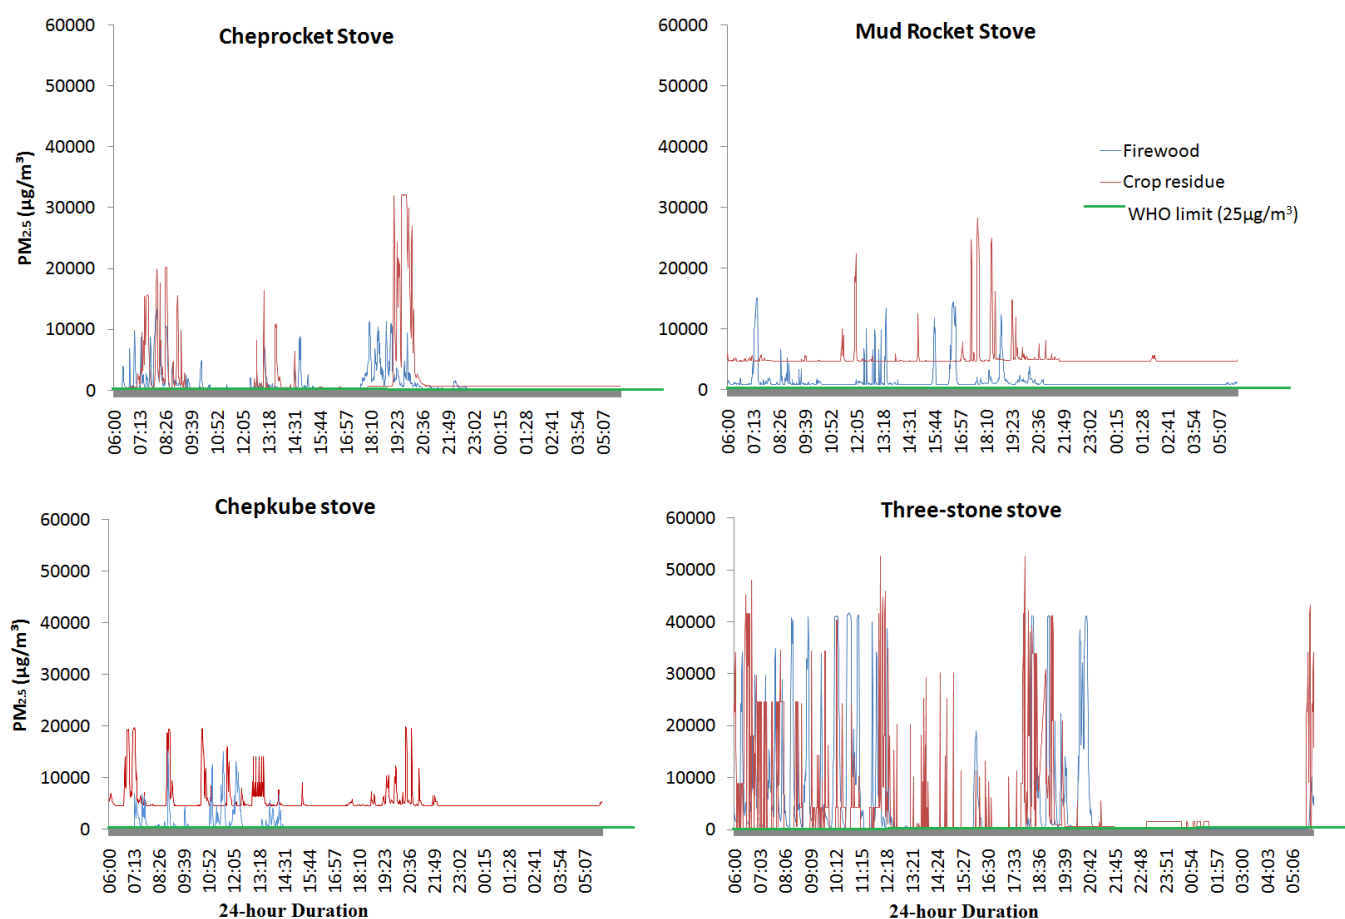 Cheprocket Stove
PM2.5 (µg/m³)
60000
50000
40000
30000
20000
10000
0
06:00 07:13 08:26 09:39 10:52 12:05 13:18 14:31 15:44 16:57 18:10 19:23 20:36 21:49 23:02 00:15 01:28 02:41 03:54 05:07
Mud Rocket Stove
60000
50000
40000
30000
20000
10000
0
06:00 07:13 08:26 09:39 10:52 12:05 13:18 14:31 15:44 16:57 18:10 19:23 20:36 21:49 23:02 00:15 01:28 02:41 03:54 05:07
Firewood
Crop residue
WHO limit (25µg/m³)
Chepkube stove
PM2.5 (µg/m³)
60000
50000
40000
30000
20000
10000
0
06:00 07:13 08:26 09:39 10:52 12:05 13:18 14:31 15:44 16:57 18:10 19:23 20:36 21:49 23:02 00:15 01:28 02:41 03:54 05:07
24-hour Duration
Three-stone stove
60000
50000
40000
30000
20000
10000
0
06:00 07:03 08:06 09:09 10:12 11:15 12:18 13:21 14:24 15:27 16:30 17:33 18:36 19:39 20:42 21:45 22:48 23:51 00:54 01:57 03:00 04:03 05:06
24-hour Duration